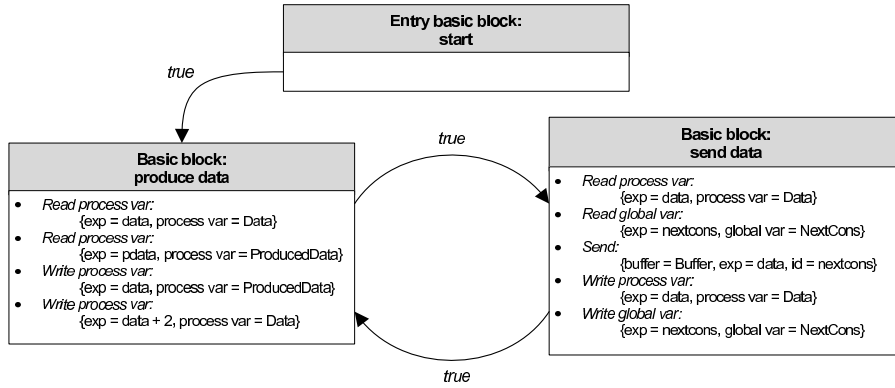 Entry basic block:
start
true
Basic block:
produce data
• Read process var:
{exp = data, process var = Data}
• Read process var:
{exp = pdata, process var = ProducedData}
• Write process var:
{exp = data, process var = ProducedData}
• Write process var:
{exp = data + 2, process var = Data}
true
Basic block:
send data
• Read process var:
{exp = data, process var = Data}
• Read global var:
{exp = nextcons, global var = NextCons}
• Send:
{buffer = Buffer, exp = data, id = nextcons}
• Write process var:
{exp = data, process var = Data}
• Write global var:
{exp = nextcons, global var = NextCons}
true